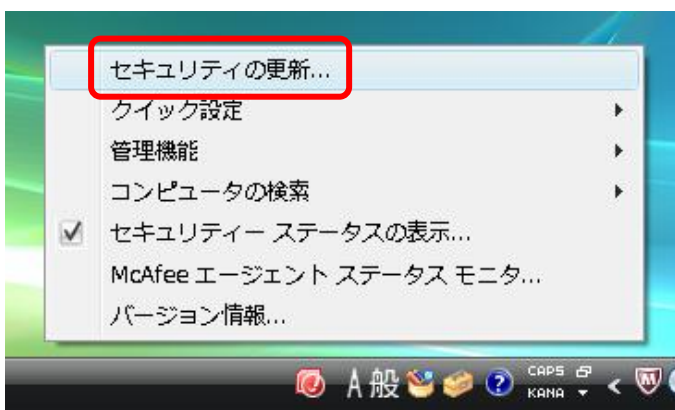 セキュリティの更新...
クイック設定
管理機能
コンピュータの検索
セキュリティー ステータスの表示...
McAfee エージェント ステータス モニタ...
バージョン情報...
A 般 CAPS
KANA